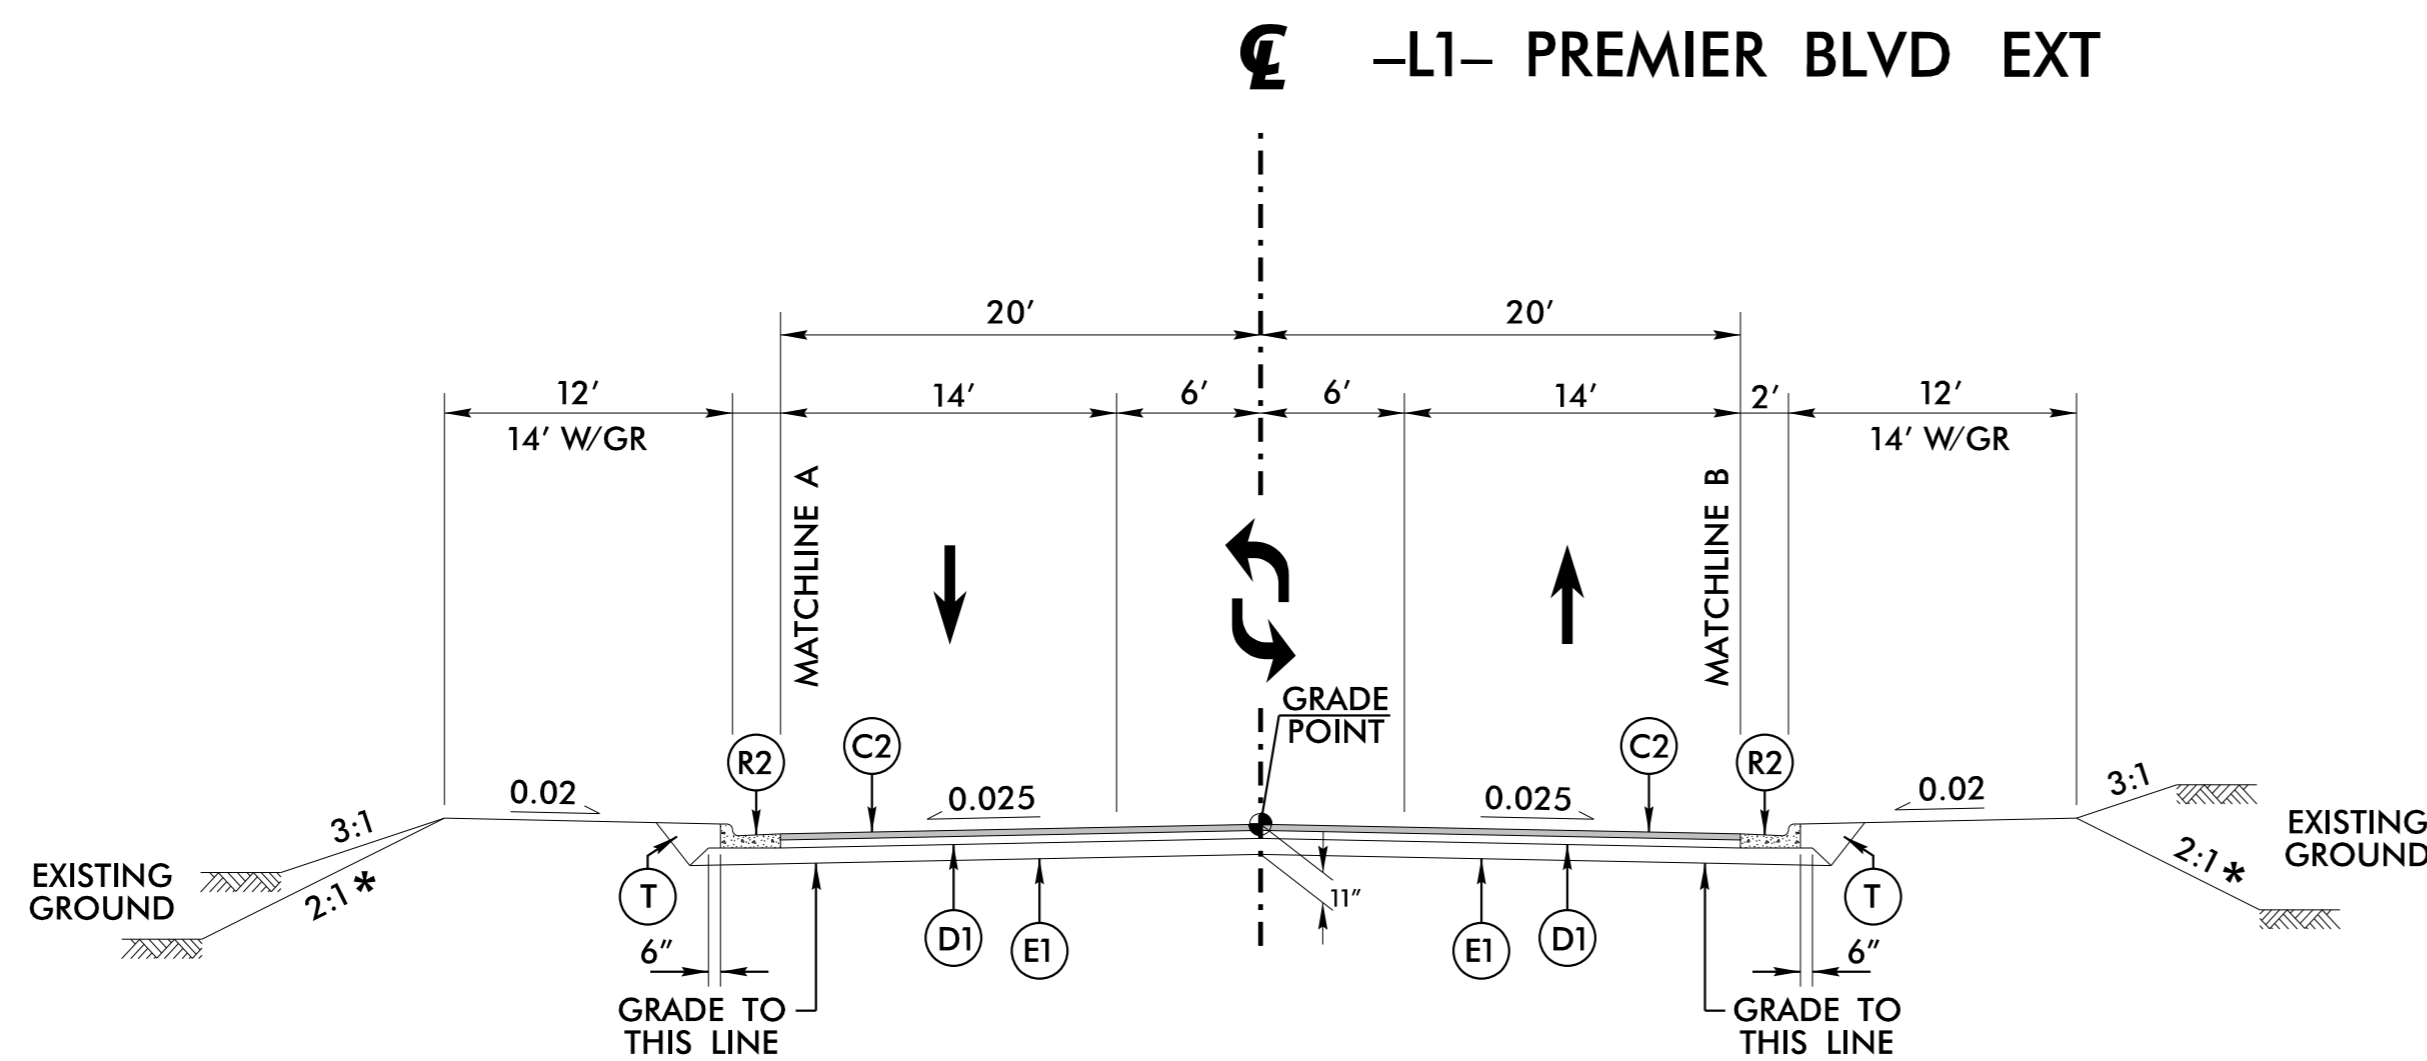 CL –L1– PREMIER BLVD EXT
20′ 20′
12′ 14′ 6′ 6′ 14′ 2′ 12′
14′ W/GR 14′ W/GR
MATCHLINE A
MATCHLINE B
GRADE
POINT
R2 C2 C2 R2
0.02 0.025 0.025 0.02
3:1 3:1
2:1 * 2:1 *
EXISTING
GROUND
EXISTING
GROUND
T T
11″
D1 E1 E1 D1
6″ 6″
GRADE TO
THIS LINE
GRADE TO
THIS LINE